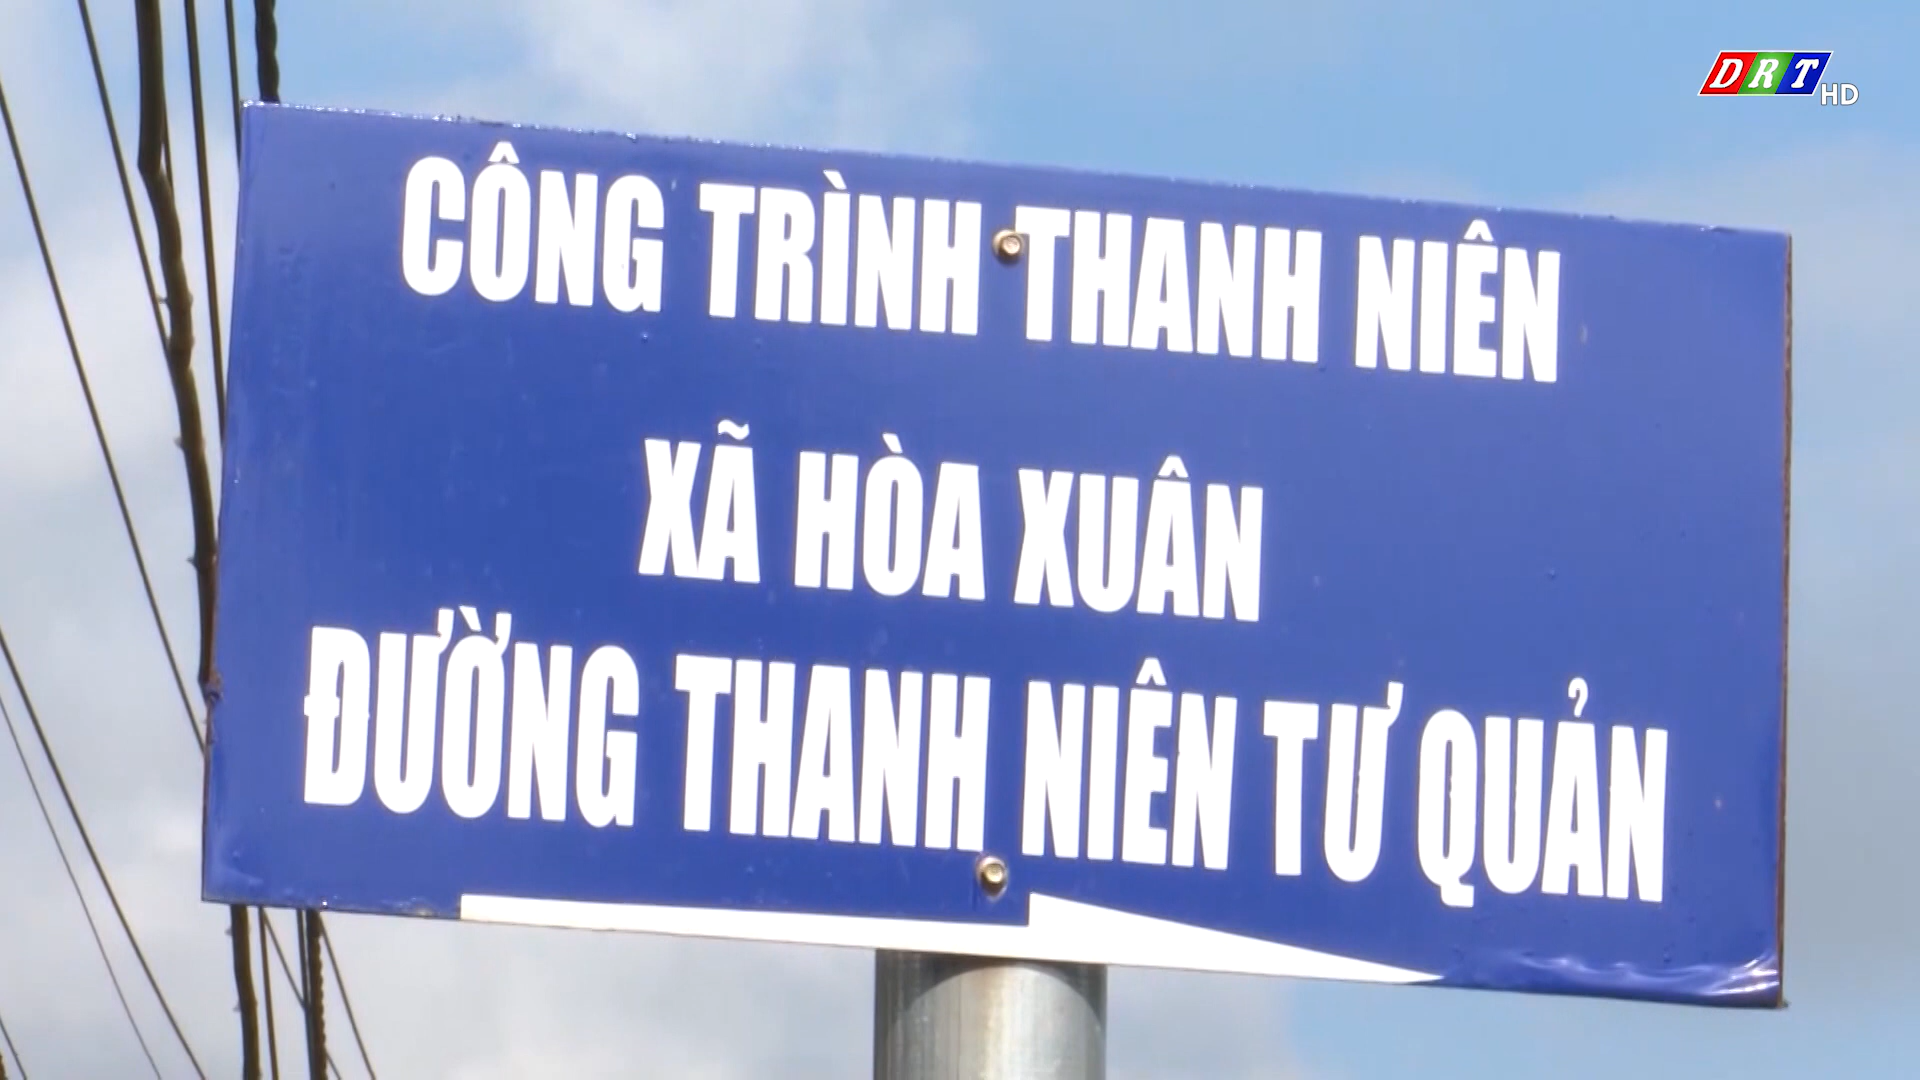 DRT HD
CÔNG TRÌNH THANH NIÊN
XÃ HÒA XUÂN
ĐƯỜNG THANH NIÊN TƯ QUẢN